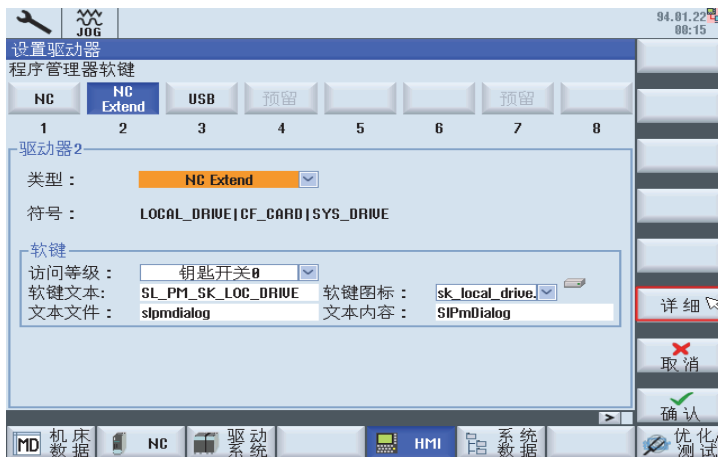 JOG
94.01.22
00:15
设置驱动器
程序管理器软键
NC
NC Extend
USB
预留
预留
1 2 3 4 5 6 7 8
驱动器2
类型：
NC Extend
符号：
LOCAL_DRIVE|CF_CARD|SYS_DRIVE
软键
访问等级：
钥匙开关0
软键文本:
SL_PM_SK_LOC_DRIVE
软键图标：
sk_local_drive.
文本文件：
slpmdialog
文本内容：
SlPmDialog
详细
取消
确认
>
MD 机床数据
NC
驱动系统
HMI
系统数据
优化/测试